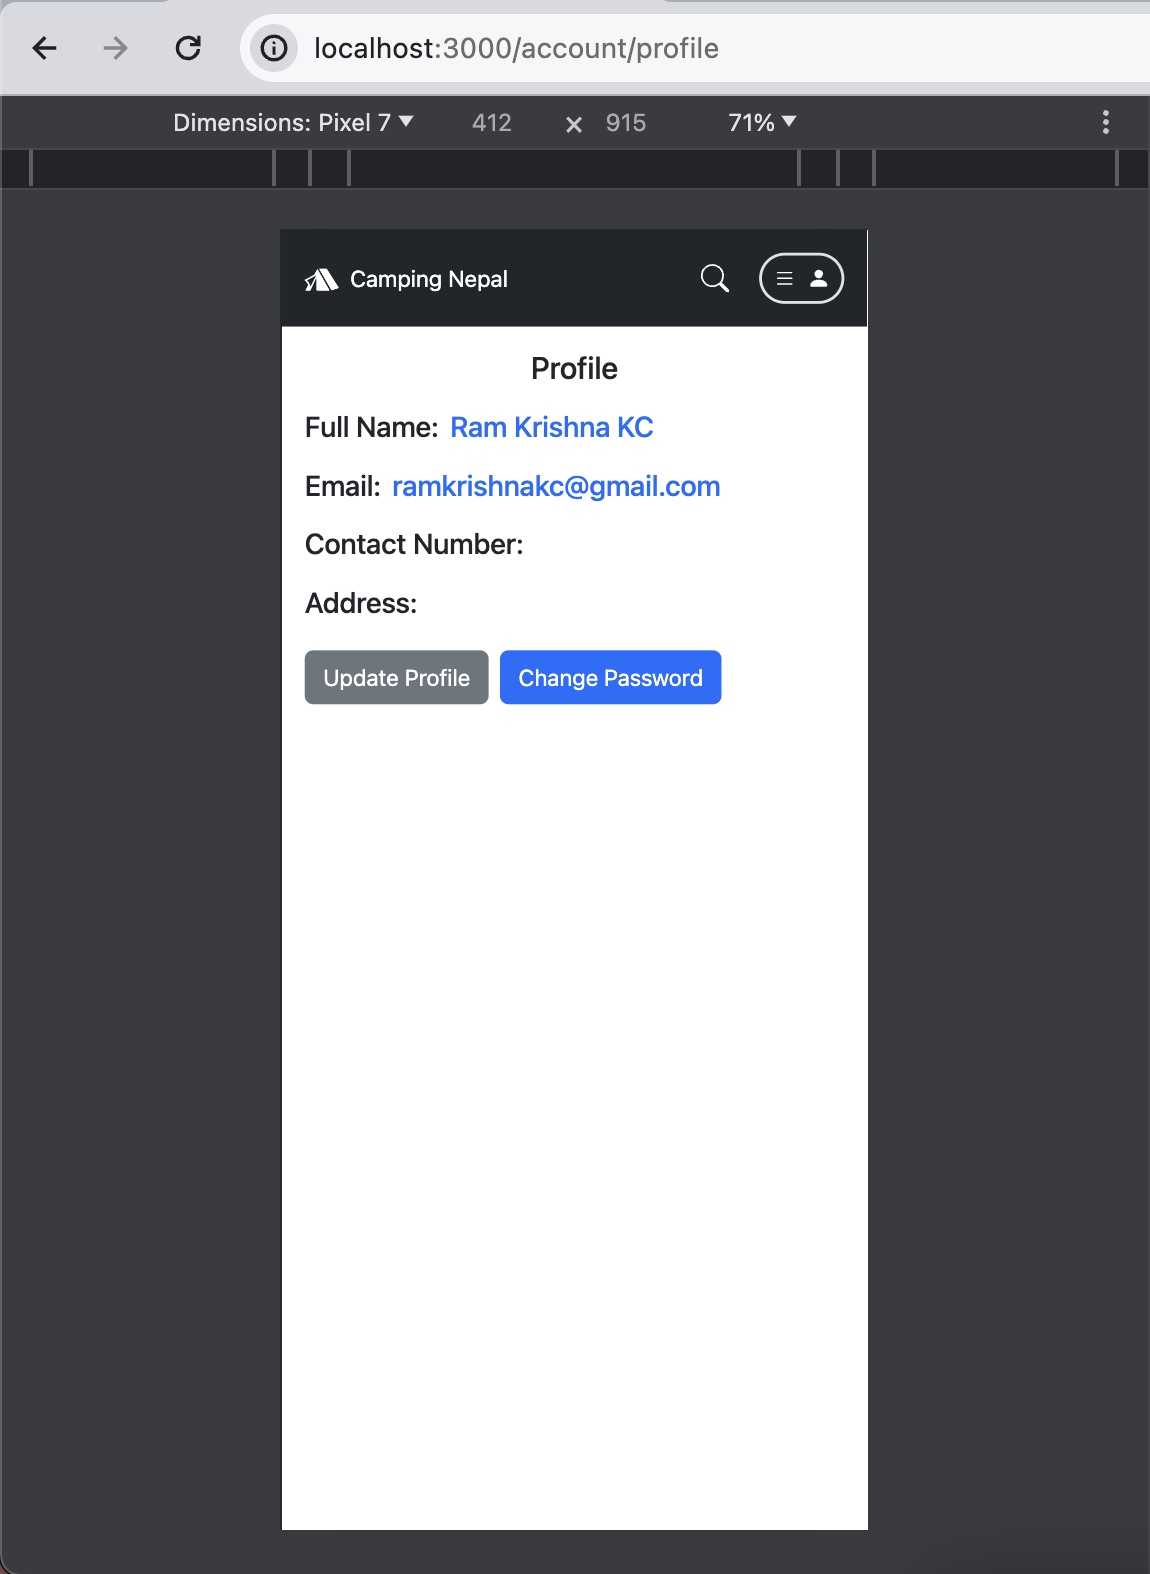 localhost:3000/account/profile
Dimensions: Pixel 7 412 × 915 71%
Camping Nepal
Profile
Full Name: Ram Krishna KC
Email: ramkrishnakc@gmail.com
Contact Number:
Address:
Update Profile Change Password